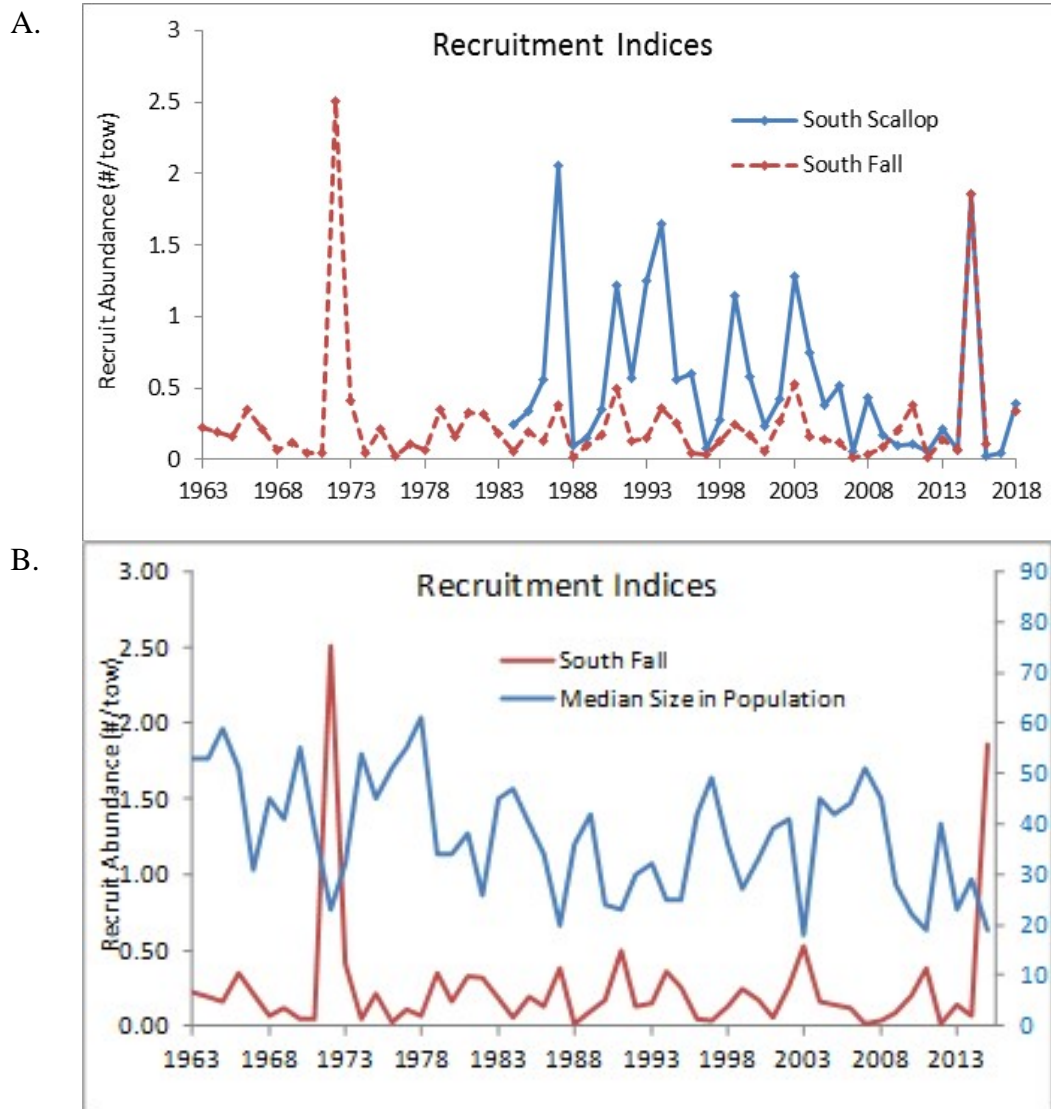 A.
Recruitment Indices
Recruit Abundance (#/tow)
3
2.5
2
1.5
1
0.5
0
South Scallop
South Fall
1963 1968 1973 1978 1983 1988 1993 1998 2003 2008 2013 2018
B.
Recruitment Indices
Recruit Abundance (#/tow)
3.00
2.50
2.00
1.50
1.00
0.50
0.00
South Fall
Median Size in Population
90
80
70
60
50
40
30
20
10
0
1963 1968 1973 1978 1983 1988 1993 1998 2003 2008 2013